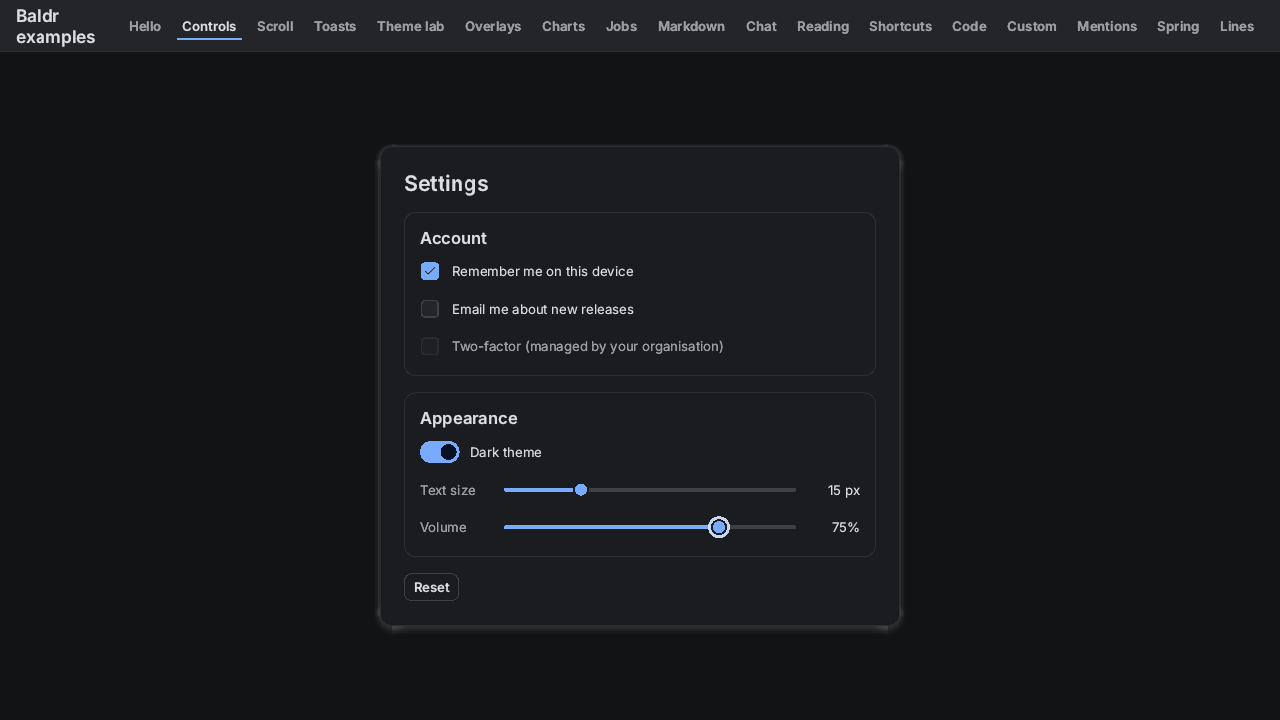 Baldr
examples
Hello Controls Scroll Toasts Theme lab Overlays Charts Jobs Markdown Chat Reading Shortcuts Code Custom Mentions Spring Lines
Settings
Account
Remember me on this device
Email me about new releases
Two-factor (managed by your organisation)
Appearance
Dark theme
Text size 15 px
Volume 75%
Reset